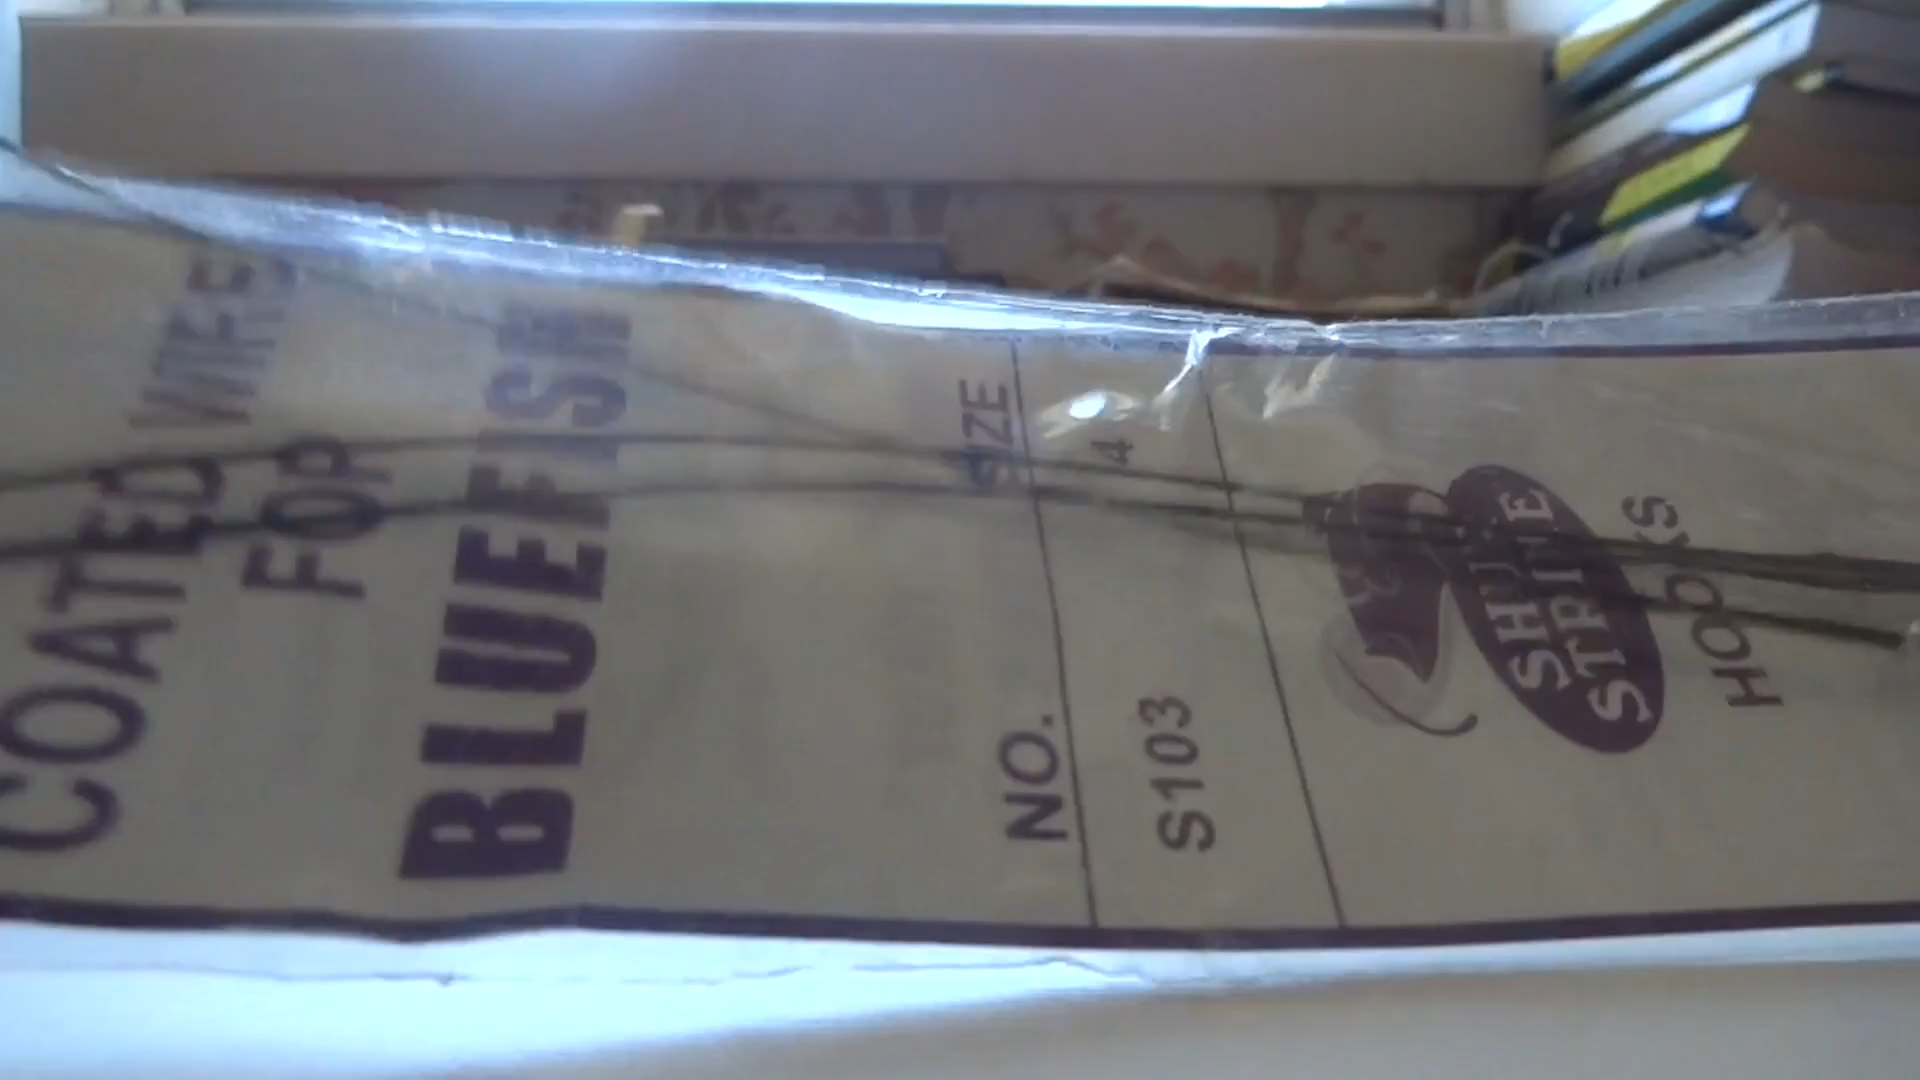 COATED WIRE
FOR
BLUEFISH
NO. SIZE
S103 4
SHUR
STRIKE
HOOKS